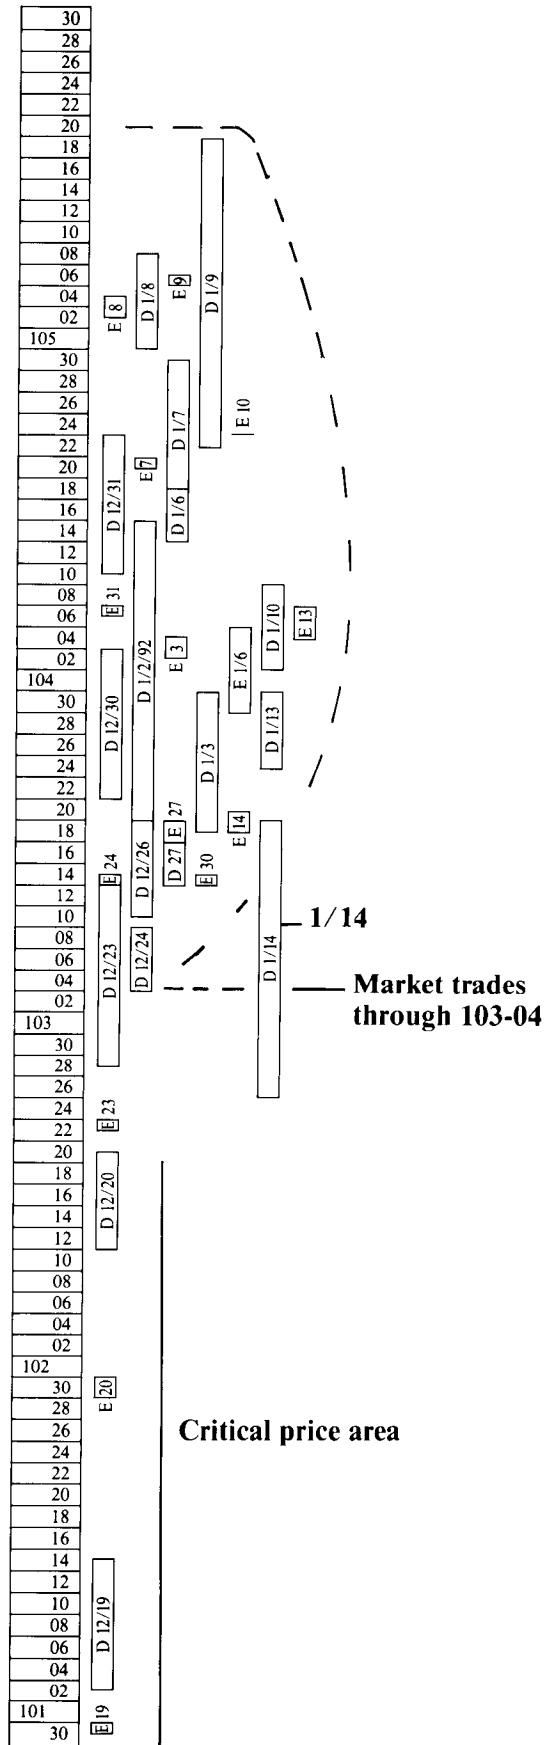 30
28
26
24
22
20
18
16
14
12
10
08
06 E 9
04 E 8 D 1/8 D 1/9
02
105
30
28
26 D 1/7 E 10
24
22
20 D 12/31 E 7
18
16 D 1/6
14
12
10
08 E 31
06 D 1/10 E 13
04 E 3
02 D 1/2/92 E 1/6
104
30
28 D 12/30 D 1/13
26 D 1/3
24
22
20
18 E 27 E 14
16 D 12/26 D 27
14 E 24 E 30
12
10 1/14
08 D 12/23 D 12/24 D 1/14
06
04 Market trades
02 through 103-04
103
30
28
26
24 E 23
22
20
18
16 D 12/20
14
12
10
08
06
04
02
102
30 E 20
28
26 Critical price area
24
22
20
18
16
14
12
10
08 D 12/19
06
04
02
101
30 E 19